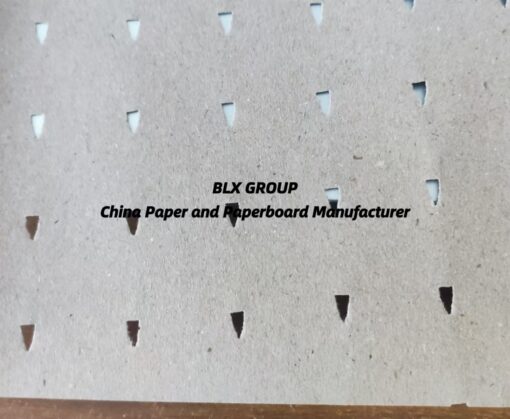 BLX GROUP
China Paper and Paperboard Manufacturer